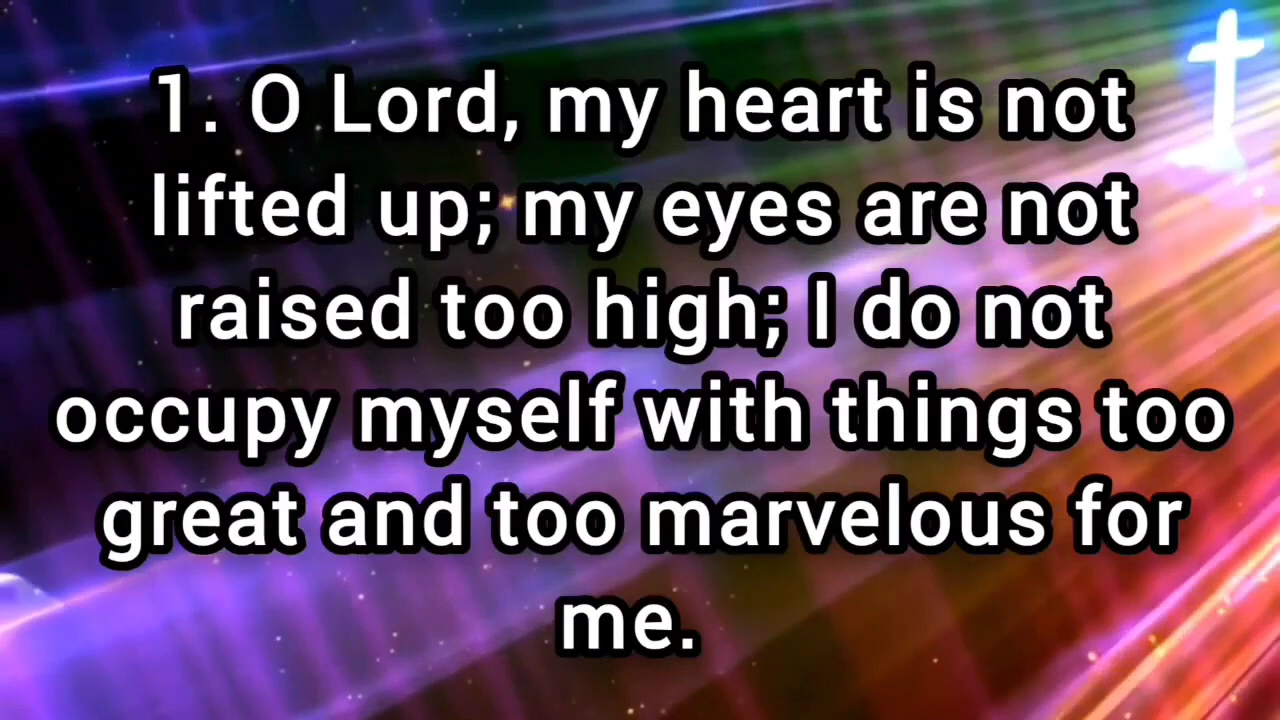 1. O Lord, my heart is not
lifted up; my eyes are not
raised too high; I do not
occupy myself with things too
great and too marvelous for
me.